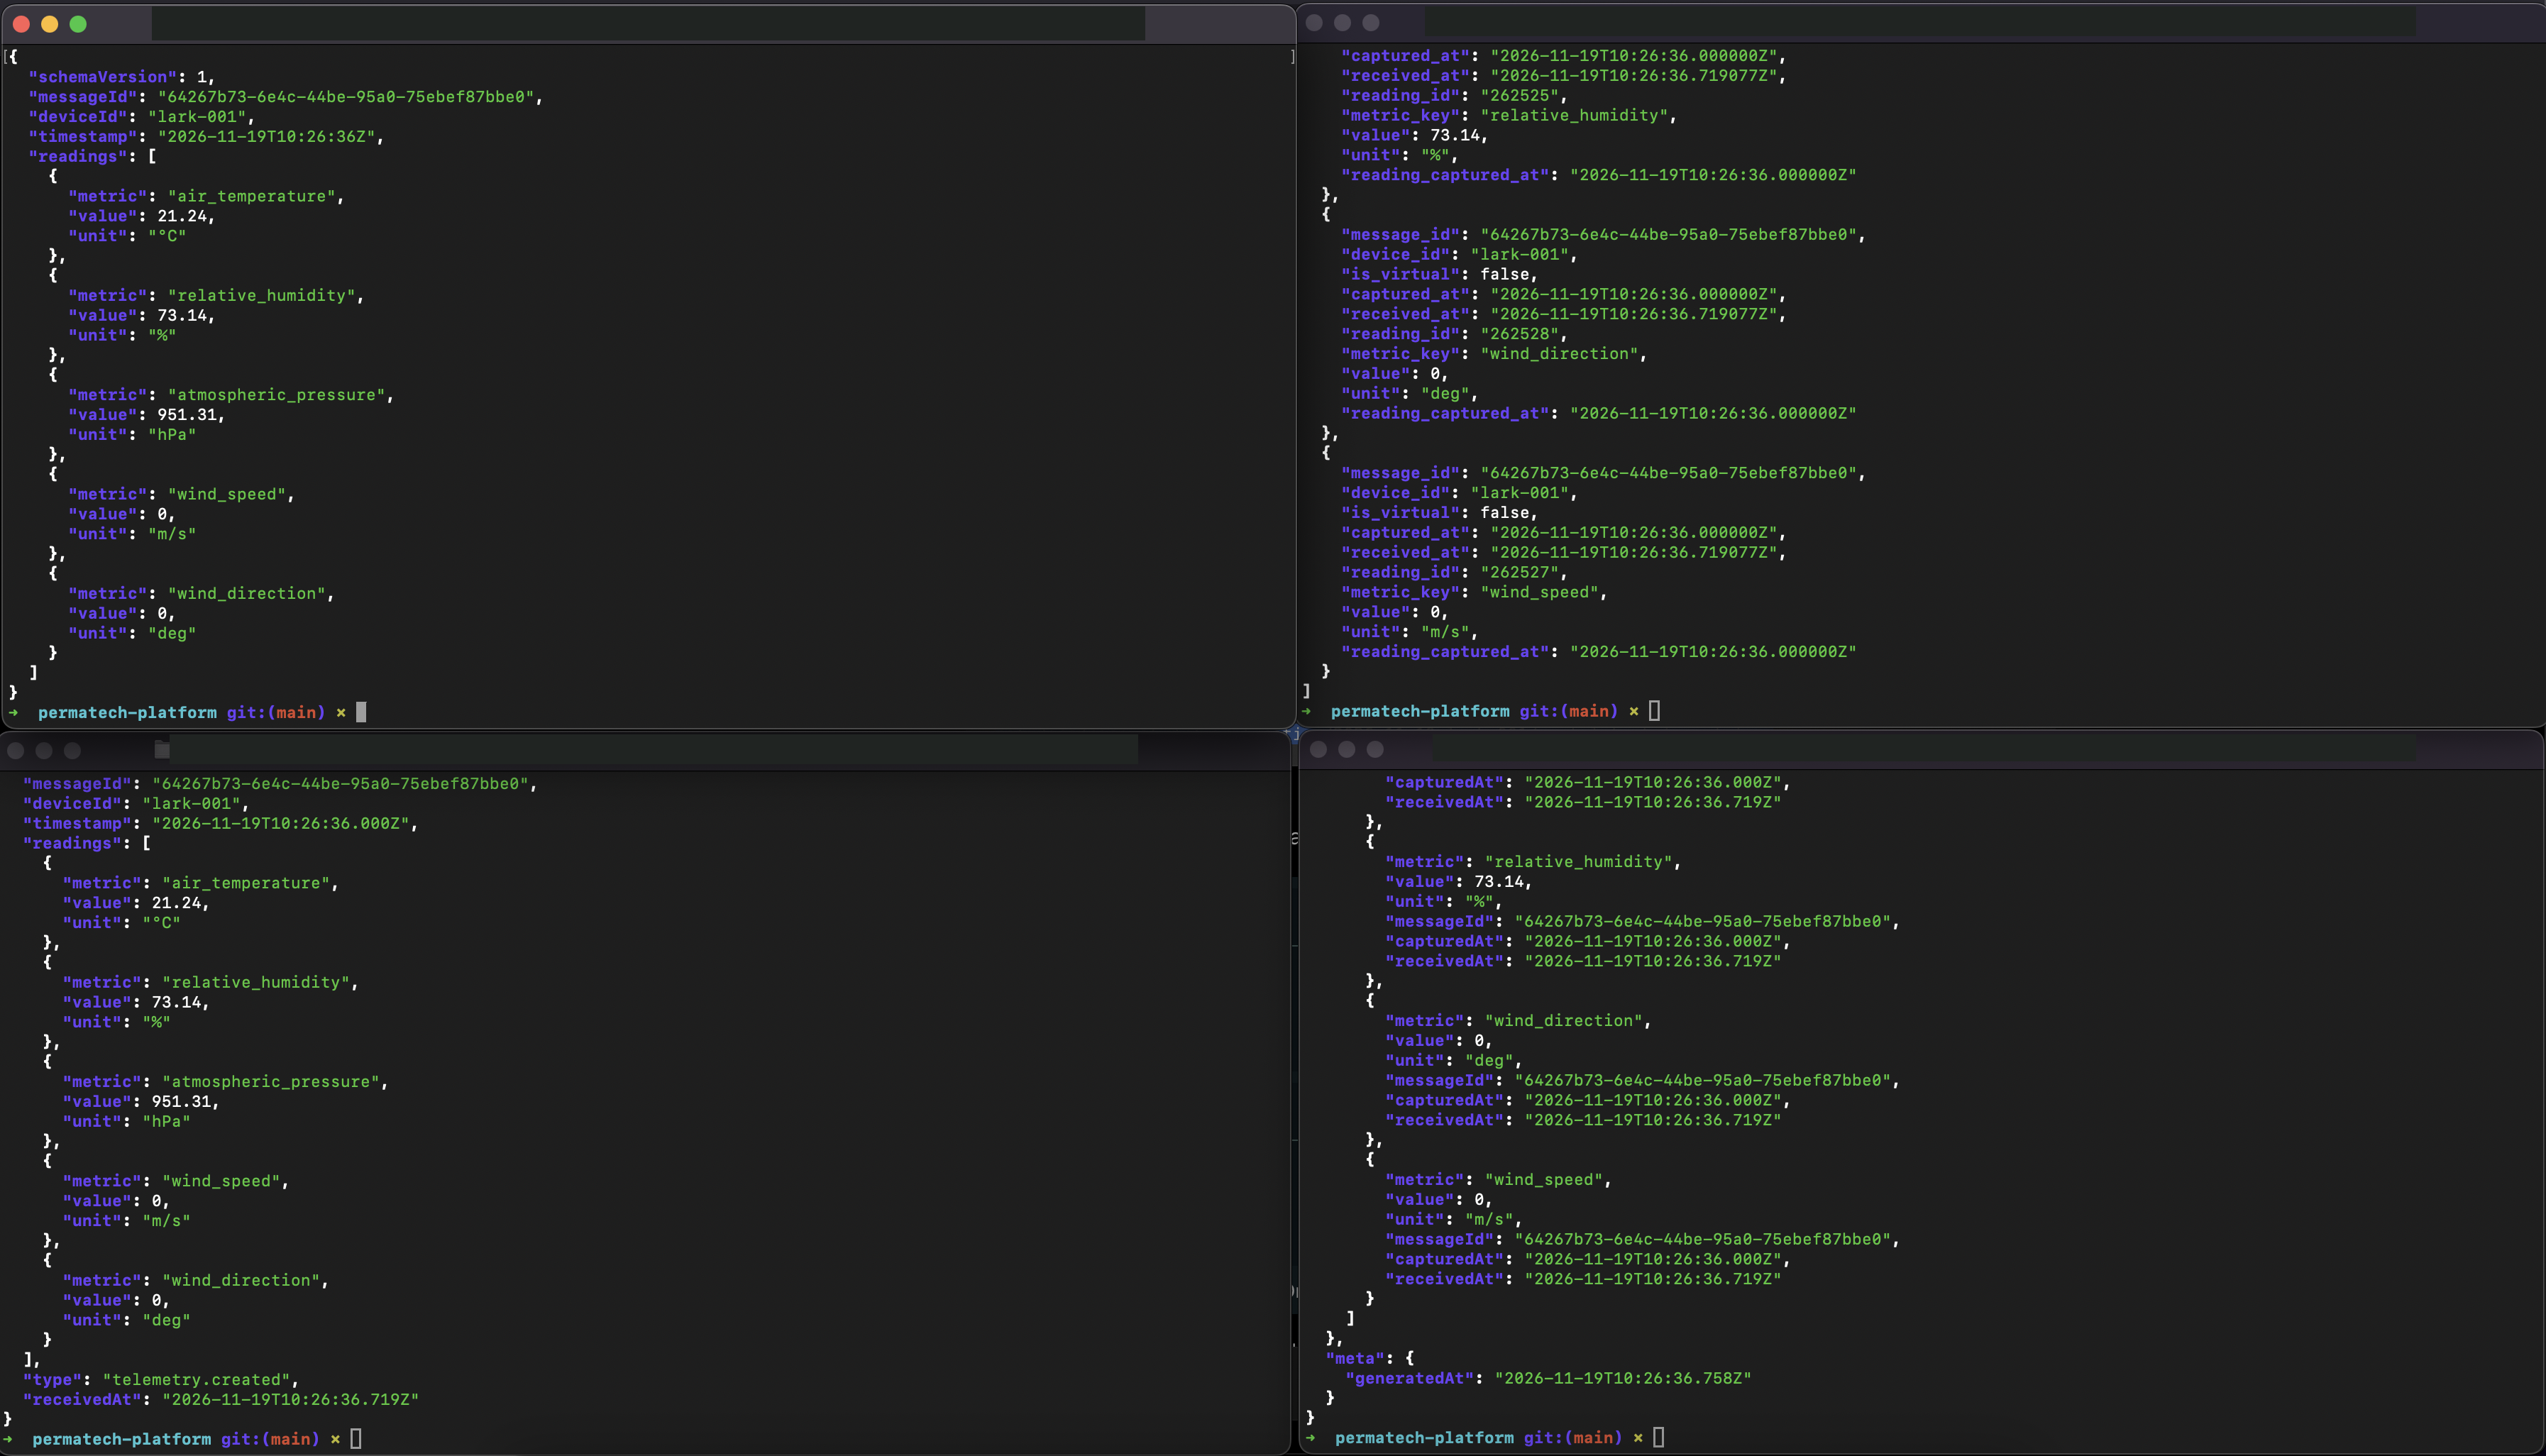 {
"schemaVersion": 1,
"messageId": "64267b73-6e4c-44be-95a0-75ebef87bbe0",
"deviceId": "lark-001",
"timestamp": "2026-11-19T10:26:36Z",
"readings": [
{
"metric": "air_temperature",
"value": 21.24,
"unit": "°C"
},
{
"metric": "relative_humidity",
"value": 73.14,
"unit": "%"
},
{
"metric": "atmospheric_pressure",
"value": 951.31,
"unit": "hPa"
},
{
"metric": "wind_speed",
"value": 0,
"unit": "m/s"
},
{
"metric": "wind_direction",
"value": 0,
"unit": "deg"
}
]
}
➜ permatech-platform git:(main) ×
"captured_at": "2026-11-19T10:26:36.000000Z",
"received_at": "2026-11-19T10:26:36.719077Z",
"reading_id": "262525",
"metric_key": "relative_humidity",
"value": 73.14,
"unit": "%",
"reading_captured_at": "2026-11-19T10:26:36.000000Z"
},
{
"message_id": "64267b73-6e4c-44be-95a0-75ebef87bbe0",
"device_id": "lark-001",
"is_virtual": false,
"captured_at": "2026-11-19T10:26:36.000000Z",
"received_at": "2026-11-19T10:26:36.719077Z",
"reading_id": "262528",
"metric_key": "wind_direction",
"value": 0,
"unit": "deg",
"reading_captured_at": "2026-11-19T10:26:36.000000Z"
},
{
"message_id": "64267b73-6e4c-44be-95a0-75ebef87bbe0",
"device_id": "lark-001",
"is_virtual": false,
"captured_at": "2026-11-19T10:26:36.000000Z",
"received_at": "2026-11-19T10:26:36.719077Z",
"reading_id": "262527",
"metric_key": "wind_speed",
"value": 0,
"unit": "m/s",
"reading_captured_at": "2026-11-19T10:26:36.000000Z"
}
]
➜ permatech-platform git:(main) ×
"messageId": "64267b73-6e4c-44be-95a0-75ebef87bbe0",
"deviceId": "lark-001",
"timestamp": "2026-11-19T10:26:36.000Z",
"readings": [
{
"metric": "air_temperature",
"value": 21.24,
"unit": "°C"
},
{
"metric": "relative_humidity",
"value": 73.14,
"unit": "%"
},
{
"metric": "atmospheric_pressure",
"value": 951.31,
"unit": "hPa"
},
{
"metric": "wind_speed",
"value": 0,
"unit": "m/s"
},
{
"metric": "wind_direction",
"value": 0,
"unit": "deg"
}
],
"type": "telemetry.created",
"receivedAt": "2026-11-19T10:26:36.719Z"
}
➜ permatech-platform git:(main) ×
"capturedAt": "2026-11-19T10:26:36.000Z",
"receivedAt": "2026-11-19T10:26:36.719Z"
},
{
"metric": "relative_humidity",
"value": 73.14,
"unit": "%",
"messageId": "64267b73-6e4c-44be-95a0-75ebef87bbe0",
"capturedAt": "2026-11-19T10:26:36.000Z",
"receivedAt": "2026-11-19T10:26:36.719Z"
},
{
"metric": "wind_direction",
"value": 0,
"unit": "deg",
"messageId": "64267b73-6e4c-44be-95a0-75ebef87bbe0",
"capturedAt": "2026-11-19T10:26:36.000Z",
"receivedAt": "2026-11-19T10:26:36.719Z"
},
{
"metric": "wind_speed",
"value": 0,
"unit": "m/s",
"messageId": "64267b73-6e4c-44be-95a0-75ebef87bbe0",
"capturedAt": "2026-11-19T10:26:36.000Z",
"receivedAt": "2026-11-19T10:26:36.719Z"
}
]
},
"meta": {
"generatedAt": "2026-11-19T10:26:36.758Z"
}
}
➜ permatech-platform git:(main) ×